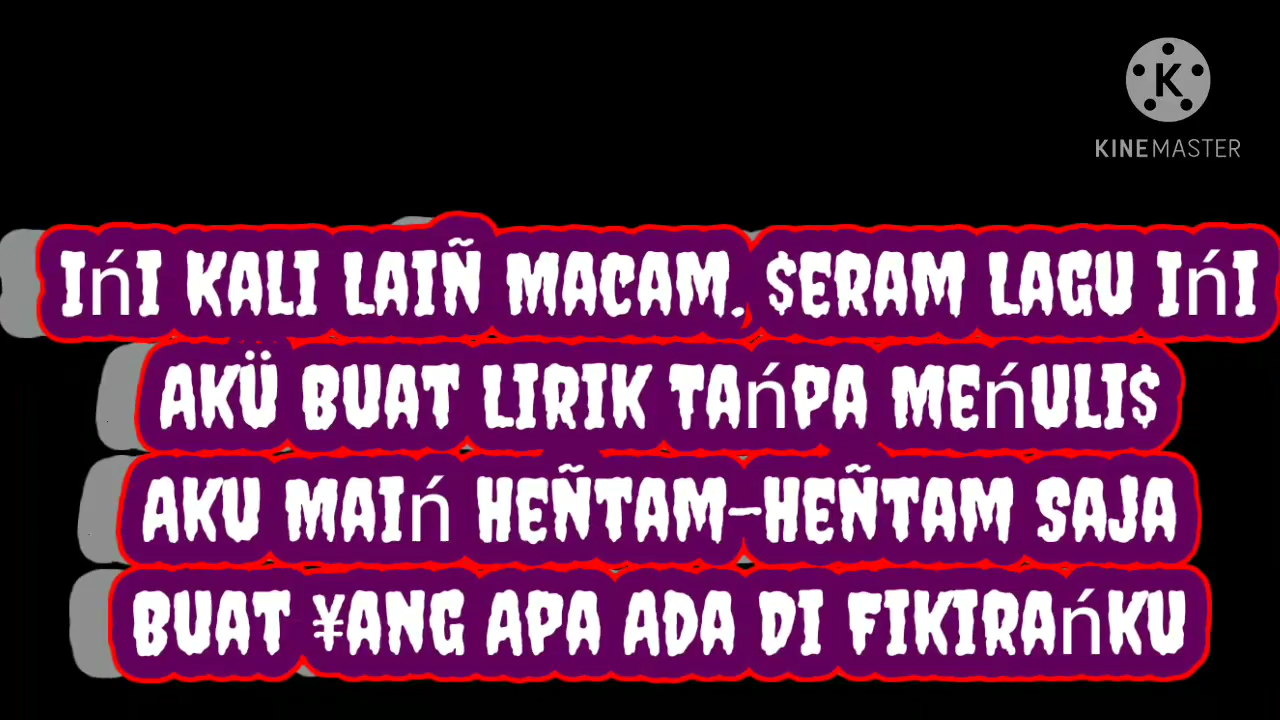 KINEMASTER
IńI KALI LAIÑ MACAM. $ERAM LAGU IńI
AKÜ BUAT LIRIK TAńPA MEńULI$
AKU MAIń HEÑTAM-HEÑTAM SAJA
BUAT ¥ANG APA ADA DI FIKIRAńKU